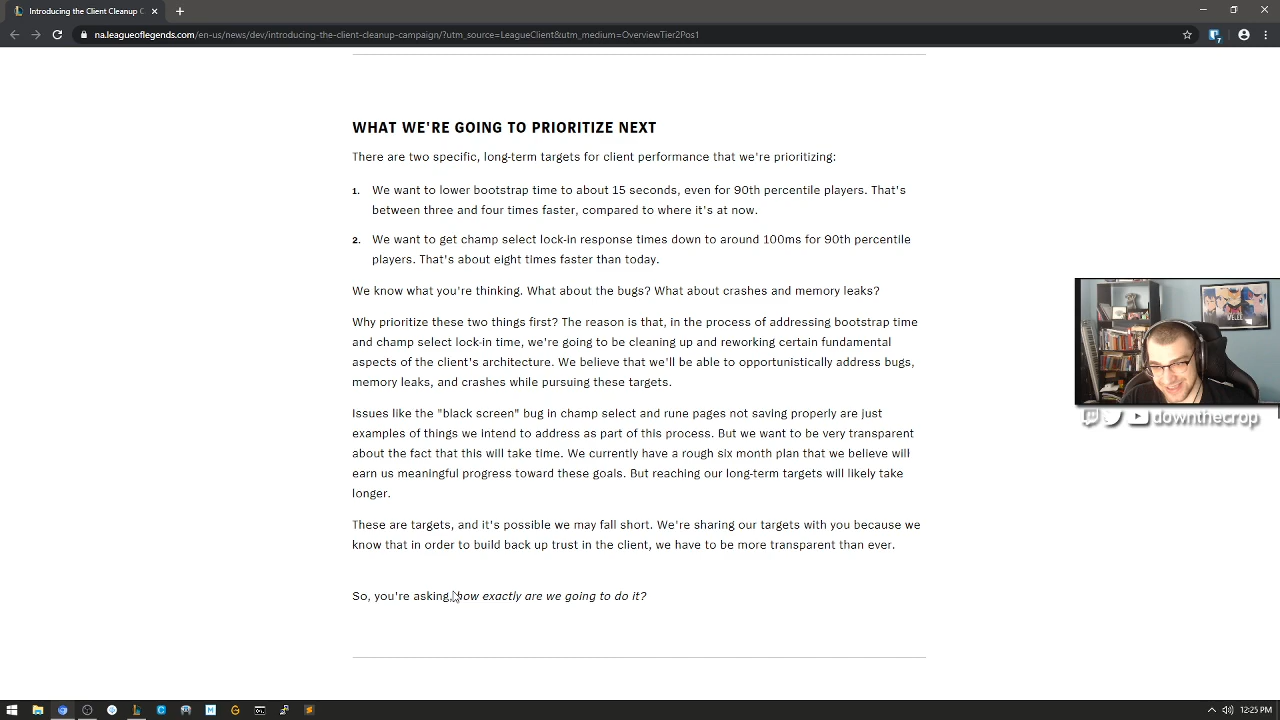 Introducing the Client Cleanup C
na.leagueoflegends.com/en-us/news/dev/introducing-the-client-cleanup-campaign/?utm_source=LeagueClient&utm_medium=OverviewTier2Pos1
WHAT WE'RE GOING TO PRIORITIZE NEXT
There are two specific, long-term targets for client performance that we're prioritizing:
1. We want to lower bootstrap time to about 15 seconds, even for 90th percentile players. That's
between three and four times faster, compared to where it's at now.
2. We want to get champ select lock-in response times down to around 100ms for 90th percentile
players. That's about eight times faster than today.
We know what you're thinking. What about the bugs? What about crashes and memory leaks?
Why prioritize these two things first? The reason is that, in the process of addressing bootstrap time
and champ select lock-in time, we're going to be cleaning up and reworking certain fundamental
aspects of the client's architecture. We believe that we'll be able to opportunistically address bugs,
memory leaks, and crashes while pursuing these targets.
Issues like the "black screen" bug in champ select and rune pages not saving properly are just
examples of things we intend to address as part of this process. But we want to be very transparent
about the fact that this will take time. We currently have a rough six month plan that we believe will
earn us meaningful progress toward these goals. But reaching our long-term targets will likely take
longer.
These are targets, and it's possible we may fall short. We're sharing our targets with you because we
know that in order to build back up trust in the client, we have to be more transparent than ever.
So, you're asking, how exactly are we going to do it?
downthecrop
12:25 PM